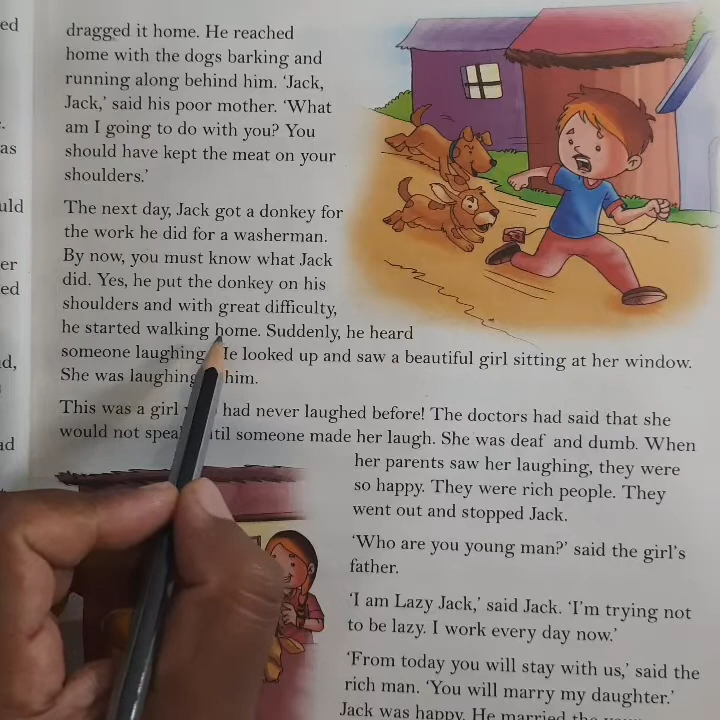 ed
.
as
uld
er
ed
d,
ad
dragged it home. He reached
home with the dogs barking and
running along behind him. ‘Jack,
Jack,’ said his poor mother. ‘What
am I going to do with you? You
should have kept the meat on your
shoulders.’
The next day, Jack got a donkey for
the work he did for a washerman.
By now, you must know what Jack
did. Yes, he put the donkey on his
shoulders and with great difficulty,
he started walking home. Suddenly, he heard
someone laughing. He looked up and saw a beautiful girl sitting at her window.
She was laughing him.
This was a girl had never laughed before! The doctors had said that she
would not speak until someone made her laugh. She was deaf and dumb. When
her parents saw her laughing, they were
so happy. They were rich people. They
went out and stopped Jack.
‘Who are you young man?’ said the girl’s
father.
‘I am Lazy Jack,’ said Jack. ‘I’m trying not
to be lazy. I work every day now.’
‘From today you will stay with us,’ said the
rich man. ‘You will marry my daughter.’
Jack was happy. He married the